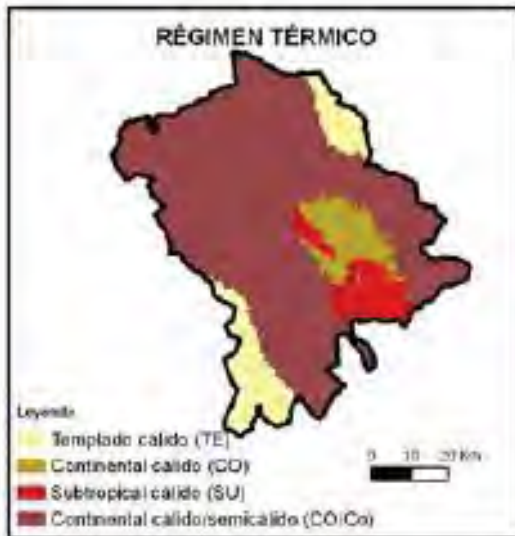 RÉGIMEN TÉRMICO
Leyenda
Templado cálido (TE)
Continental cálido (CO)
Subtropical cálido (SU)
Continental cálido/semicálido (CO/Co)
0 10 20 Km